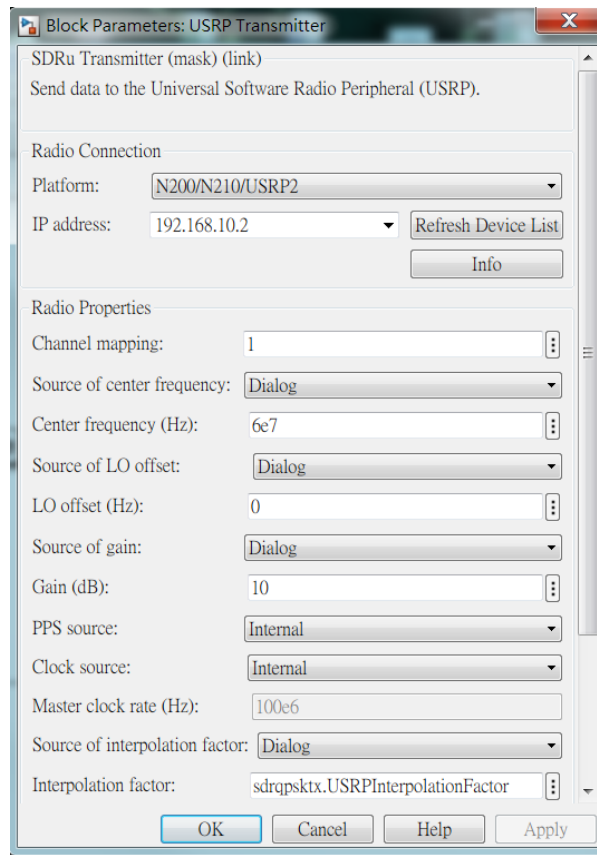 Block Parameters: USRP Transmitter
SDRu Transmitter (mask) (link)
Send data to the Universal Software Radio Peripheral (USRP).
Radio Connection
Platform: N200/N210/USRP2
IP address: 192.168.10.2 Refresh Device List
Info
Radio Properties
Channel mapping: 1
Source of center frequency: Dialog
Center frequency (Hz): 6e7
Source of LO offset: Dialog
LO offset (Hz): 0
Source of gain: Dialog
Gain (dB): 10
PPS source: Internal
Clock source: Internal
Master clock rate (Hz): 100e6
Source of interpolation factor: Dialog
Interpolation factor: sdrqpsktx.USRPInterpolationFactor
OK Cancel Help Apply